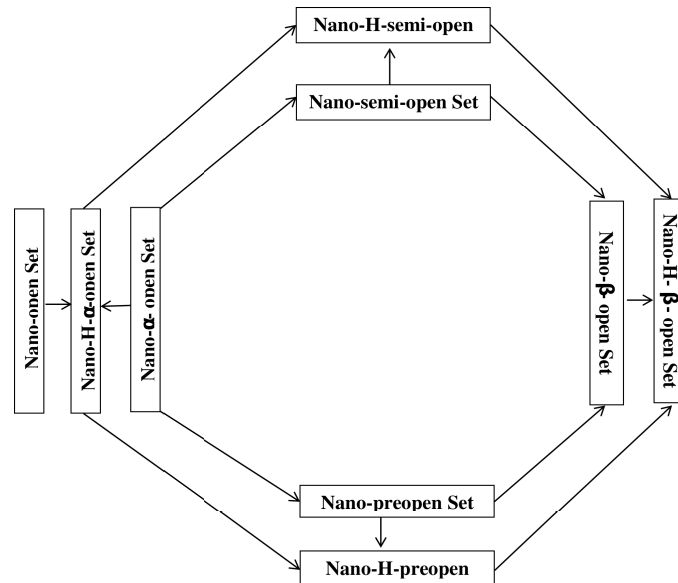 Nano-H-semi-open
Nano-semi-open Set
Nano-open Set
Nano-H-α-open Set
Nano-α- open Set
Nano-β- open Set
Nano-H- β- open Set
Nano-preopen Set
Nano-H-preopen